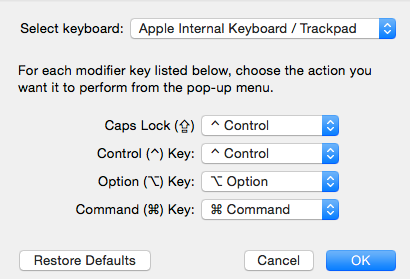 Select keyboard: Apple Internal Keyboard / Trackpad
For each modifier key listed below, choose the action you
want it to perform from the pop-up menu.
Caps Lock (⇪) ⌃ Control
Control (⌃) Key: ⌃ Control
Option (⌥) Key: ⌥ Option
Command (⌘) Key: ⌘ Command
Restore Defaults Cancel OK